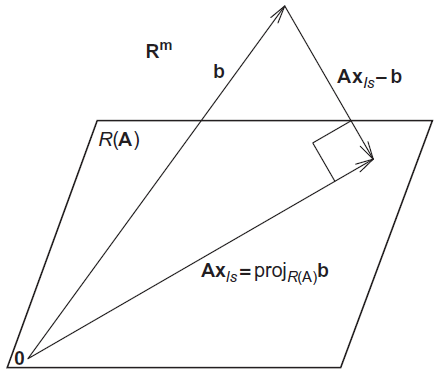 R^m
b
Ax_ls – b
R(A)
Ax_ls = proj_R(A) b
0